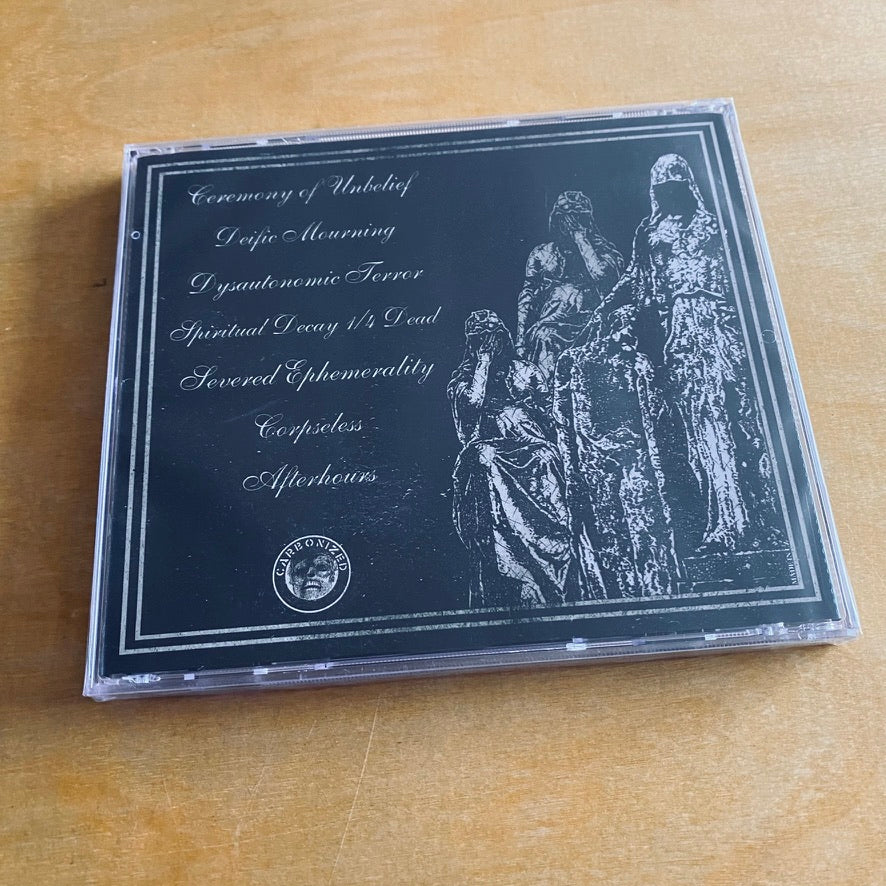 Ceremony of Unbelief
Deific Mourning
Dysautonomic Terror
Spiritual Decay 1/4 Dead
Severed Ephemerality
Corpseless
Afterhours
CARBONIZED